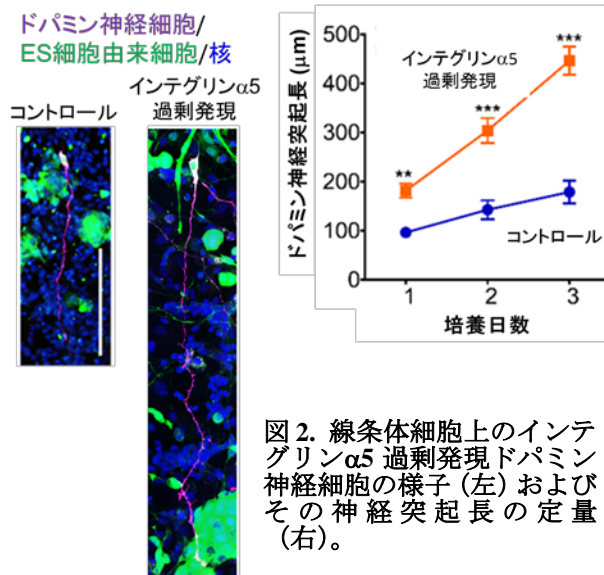 ドパミン神経細胞/
ES細胞由来細胞/核
コントロール
インテグリンα5
過剰発現
ドパミン神経突起長 (μm)
500
400
300
200
100
0
インテグリンα5
過剰発現
**
***
***
コントロール
1
2
3
培養日数
図2. 線条体細胞上のインテ
グリンα5 過剰発現ドパミン
神経細胞の様子 (左) および
その神経突起長の定量
(右)。